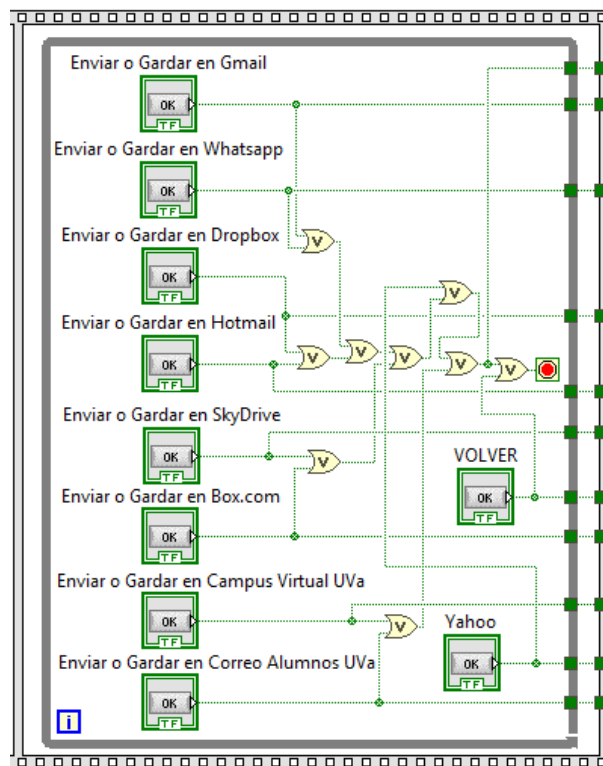 Enviar o Gardar en Gmail
OK
TF
Enviar o Gardar en Whatsapp
OK
TF
V
Enviar o Gardar en Dropbox
OK
TF
V
Enviar o Gardar en Hotmail
OK
TF
V
V
V
V
V
Enviar o Gardar en SkyDrive
OK
TF
V
VOLVER
OK
TF
Enviar o Gardar en Box.com
OK
TF
Enviar o Gardar en Campus Virtual UVa
OK
TF
V
Yahoo
OK
TF
Enviar o Gardar en Correo Alumnos UVa
OK
TF
i